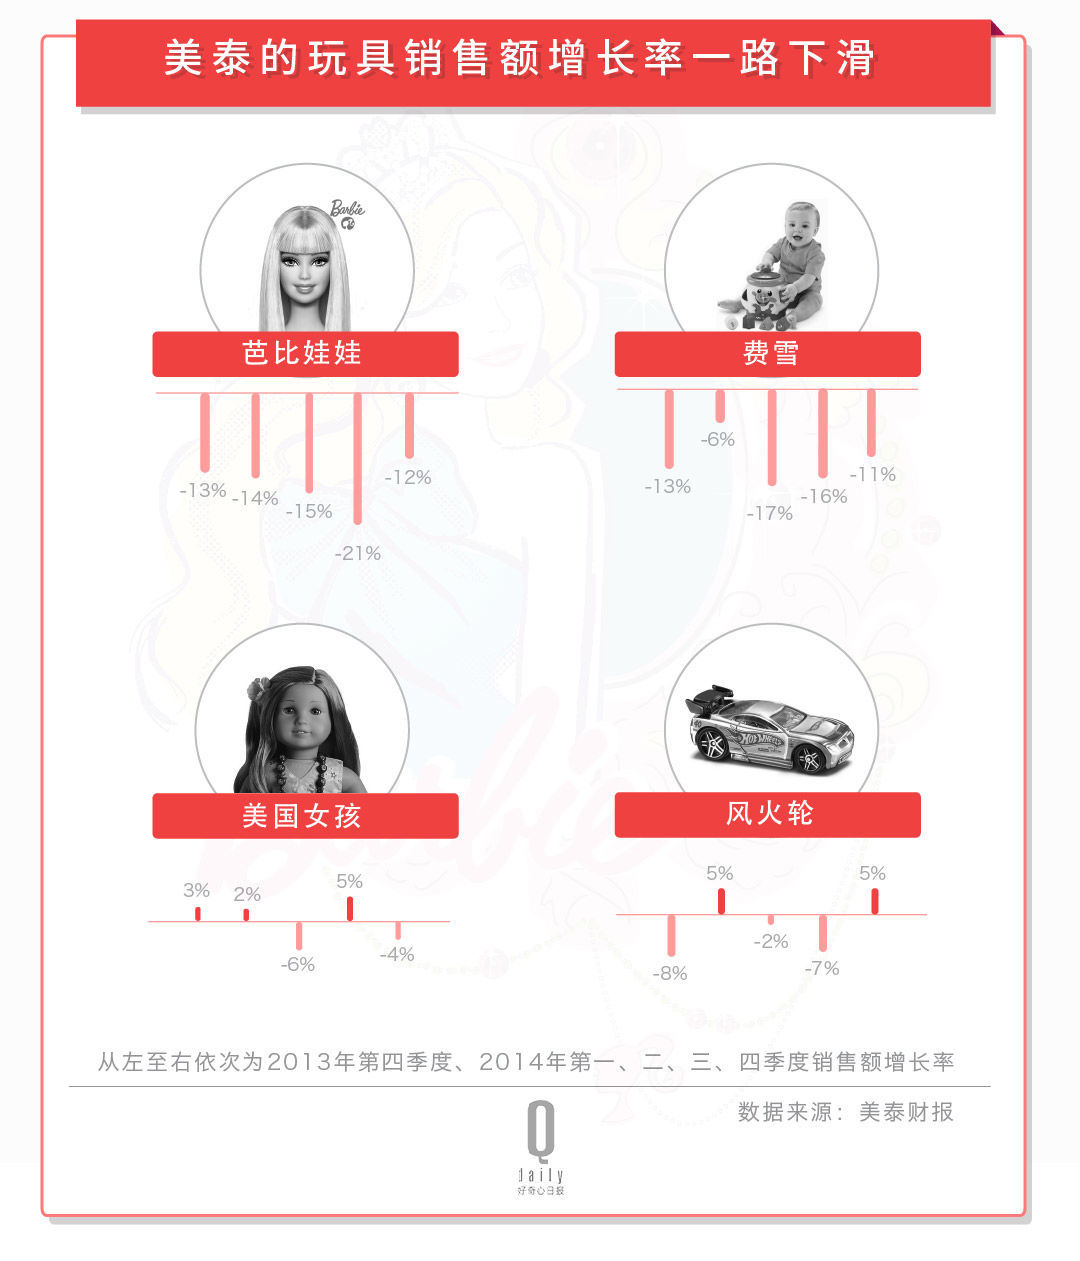 美泰的玩具销售额增长率一路下滑
Barbie
芭比娃娃
-13%
-14%
-15%
-21%
-12%
费雪
-13%
-6%
-17%
-16%
-11%
美国女孩
3%
2%
-6%
5%
-4%
Hot Wheels
风火轮
-8%
5%
-2%
-7%
5%
从左至右依次为2013年第四季度、2014年第一、二、三、四季度销售额增长率
数据来源：美泰财报
Q
daily
好奇心日报